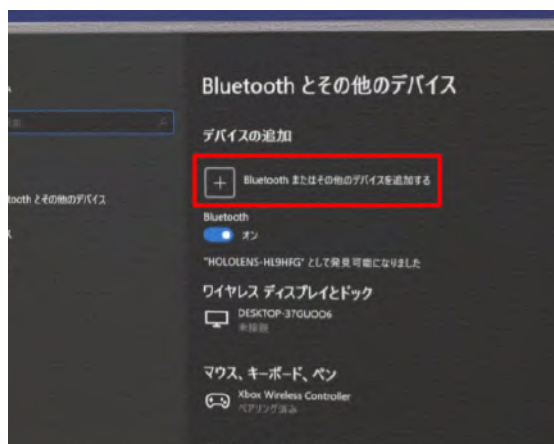 Bluetooth とその他のデバイス
デバイスの追加
Bluetooth またはその他のデバイスを追加する
tooth とその他のデバイス
Bluetooth
オン
"HOLOLENS-HL9HFG" として発見可能になりました
ワイヤレス ディスプレイとドック
DESKTOP-37GUOO6
未接続
マウス、キーボード、ペン
Xbox Wireless Controller
ペアリング済み